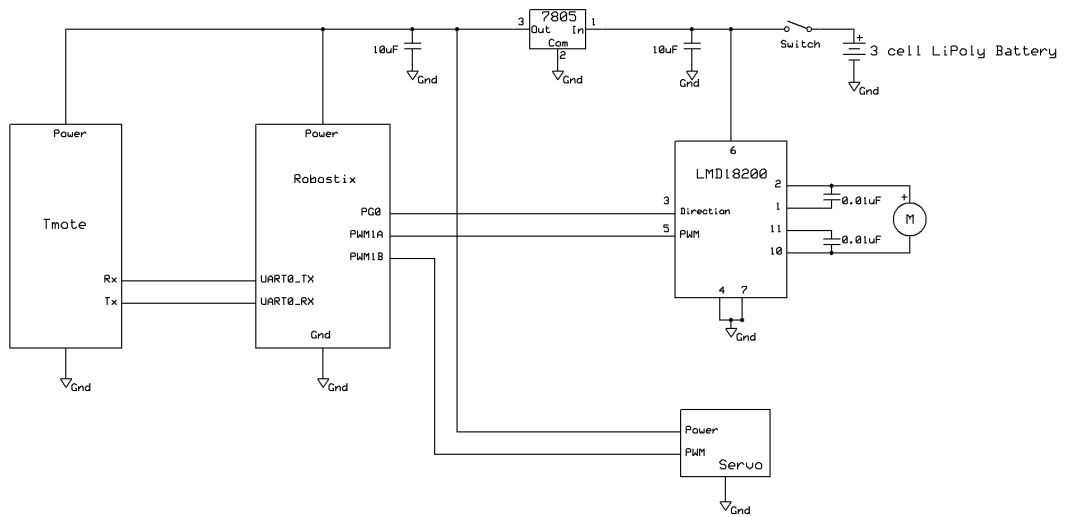 7805
3
1
Out
In
Com
2
10uF
10uF
Gnd
Gnd
Gnd
Switch
+
3 cell LiPoly Battery
Gnd
Power
Power
6
Robostix
LMD18200
2
+
0.01uF
1
3
Direction
PG0
Tmote
M
5
PWM
PWM1A
11
0.01uF
10
PWM1B
Rx
UART0_TX
Tx
UART0_RX
4
7
Gnd
Gnd
Gnd
Gnd
Power
PWM
Servo
Gnd